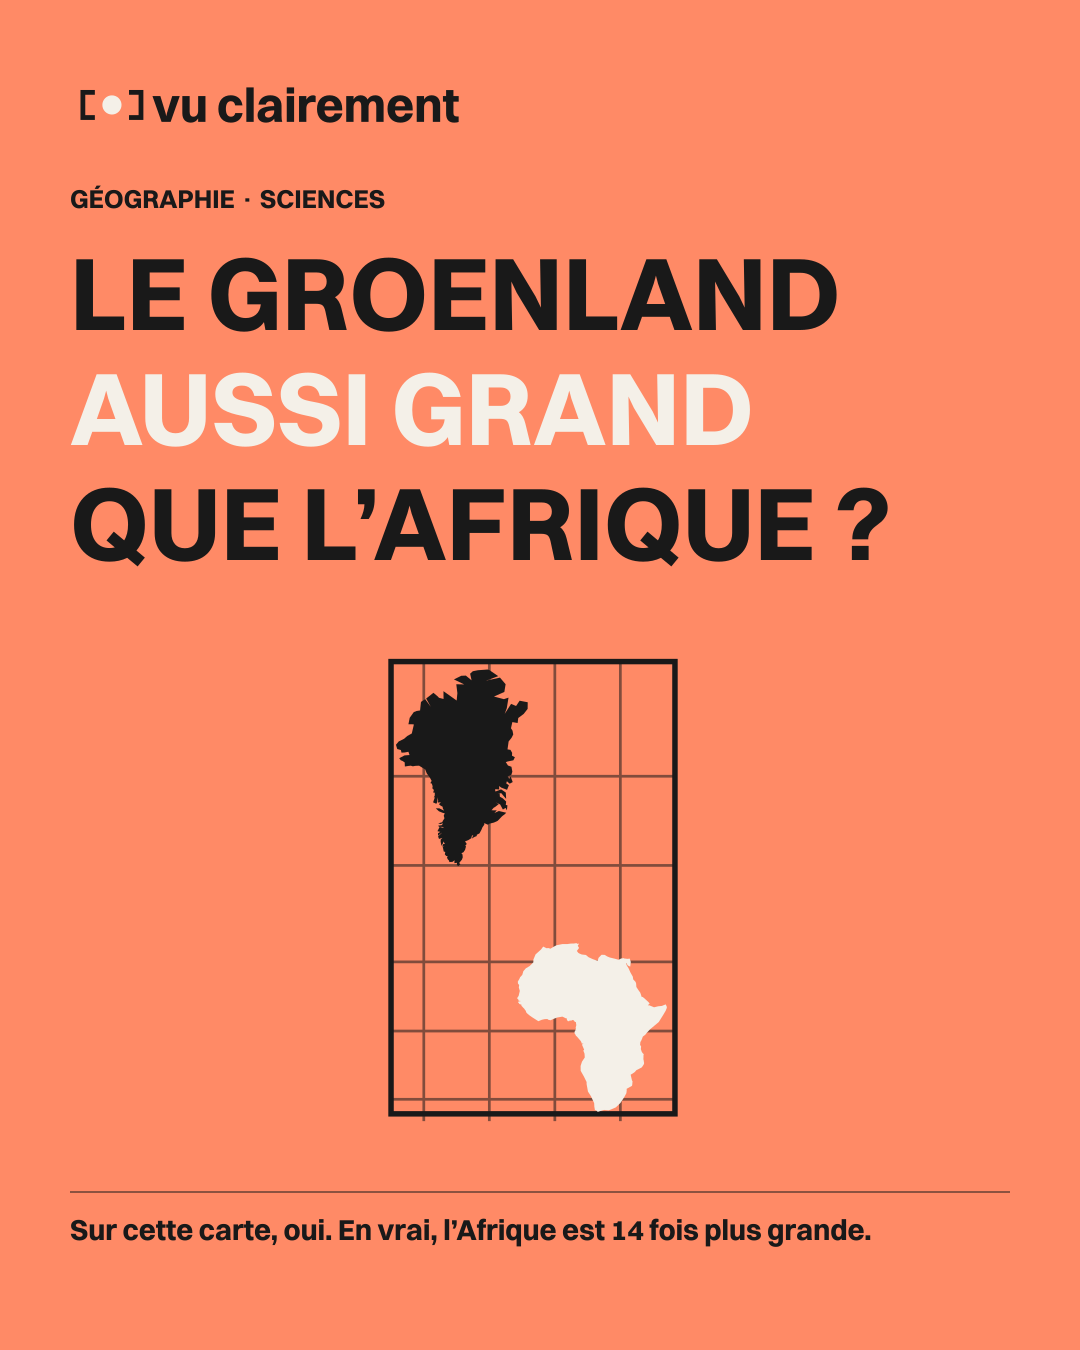 [•] vu clairement
GÉOGRAPHIE · SCIENCES
LE GROENLAND
AUSSI GRAND
QUE L’AFRIQUE ?
Sur cette carte, oui. En vrai, l’Afrique est 14 fois plus grande.